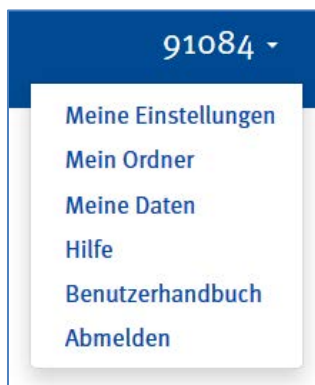 91084
Meine Einstellungen
Mein Ordner
Meine Daten
Hilfe
Benutzerhandbuch
Abmelden